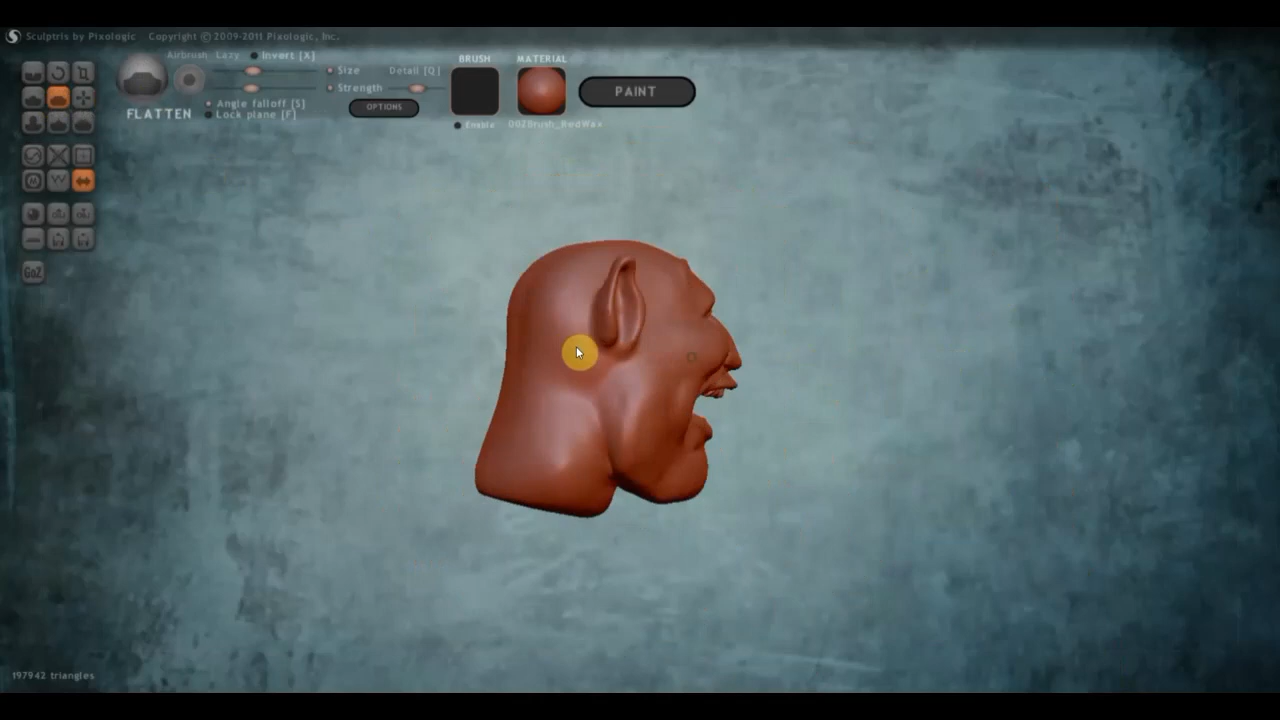 Sculptris by Pixologic Copyright © 2009-2011 Pixologic, Inc.
Airbrush Lazy Invert [X]
Size Detail [Q]
Strength
Angle falloff [S]
Lock plane [F]
FLATTEN
OPTIONS
BRUSH
Enable
MATERIAL
00ZBrush_RedWax
PAINT
GoZ
197942 triangles